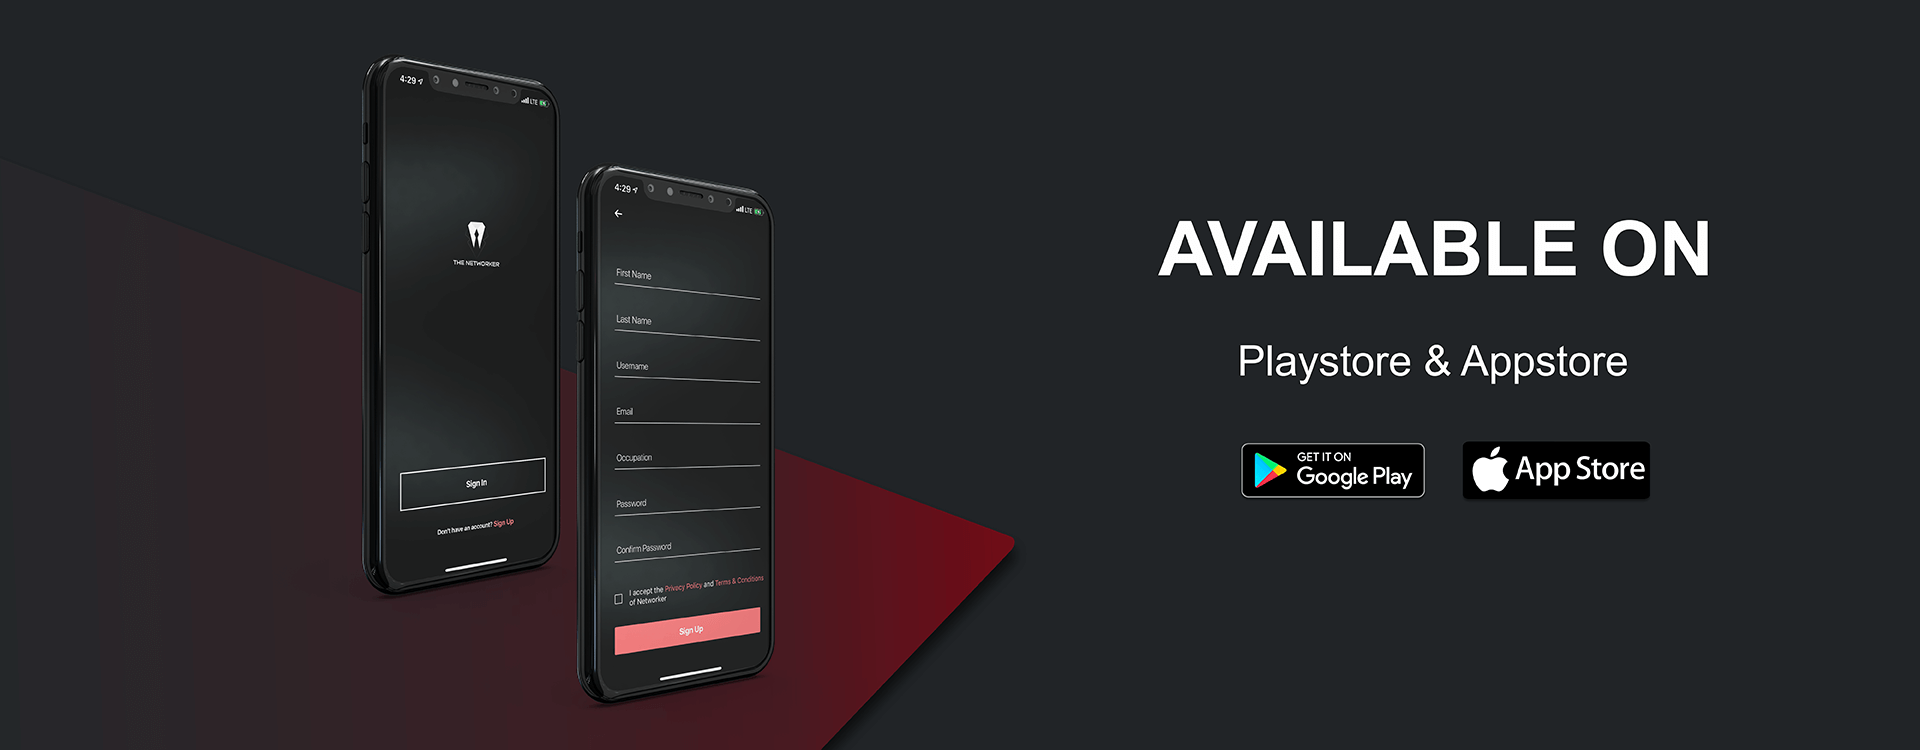 4:29
LTE
THE NETWORKER
Sign In
Don't have an account? Sign Up
4:29
LTE
First Name
Last Name
Username
Email
Occupation
Password
Confirm Password
I accept the Privacy Policy and Terms & Conditions
of Networker
Sign Up
AVAILABLE ON
Playstore & Appstore
GET IT ON
Google Play
App Store